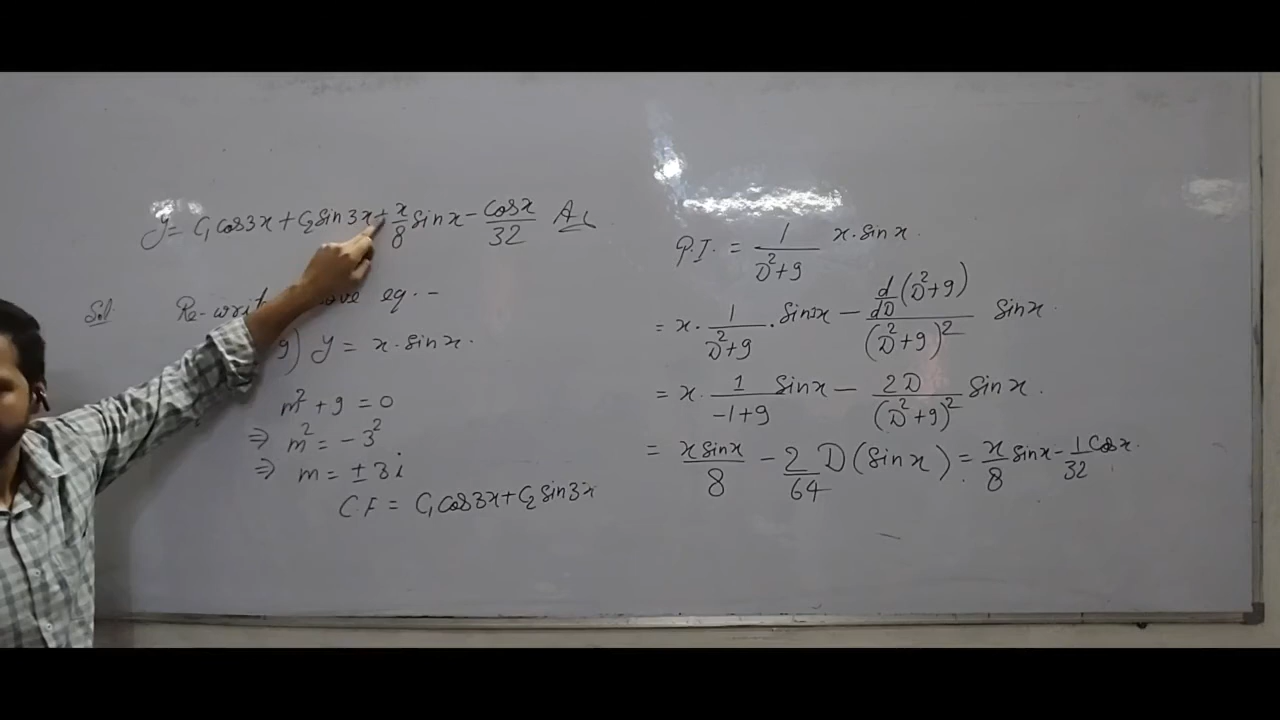 y = C₁cos3x + C₂sin3x + x/8 sinx − cosx/32 Ans
Sol. Re-write above eq. -
9) y = x·sinx.
m² + 9 = 0
⇒ m² = −3²
⇒ m = ±3i
C.F = C₁cos3x + C₂sin3x
P.I. = 1/(D²+9) x·sinx.
= x· 1/(D²+9) · sinx − (d/dD (D²+9))/(D²+9)² sinx.
= x· 1/(−1+9) sinx − 2D/(D²+9)² sinx.
= x sinx/8 − 2/64 D(sinx) = x/8 sinx − 1/32 cosx.